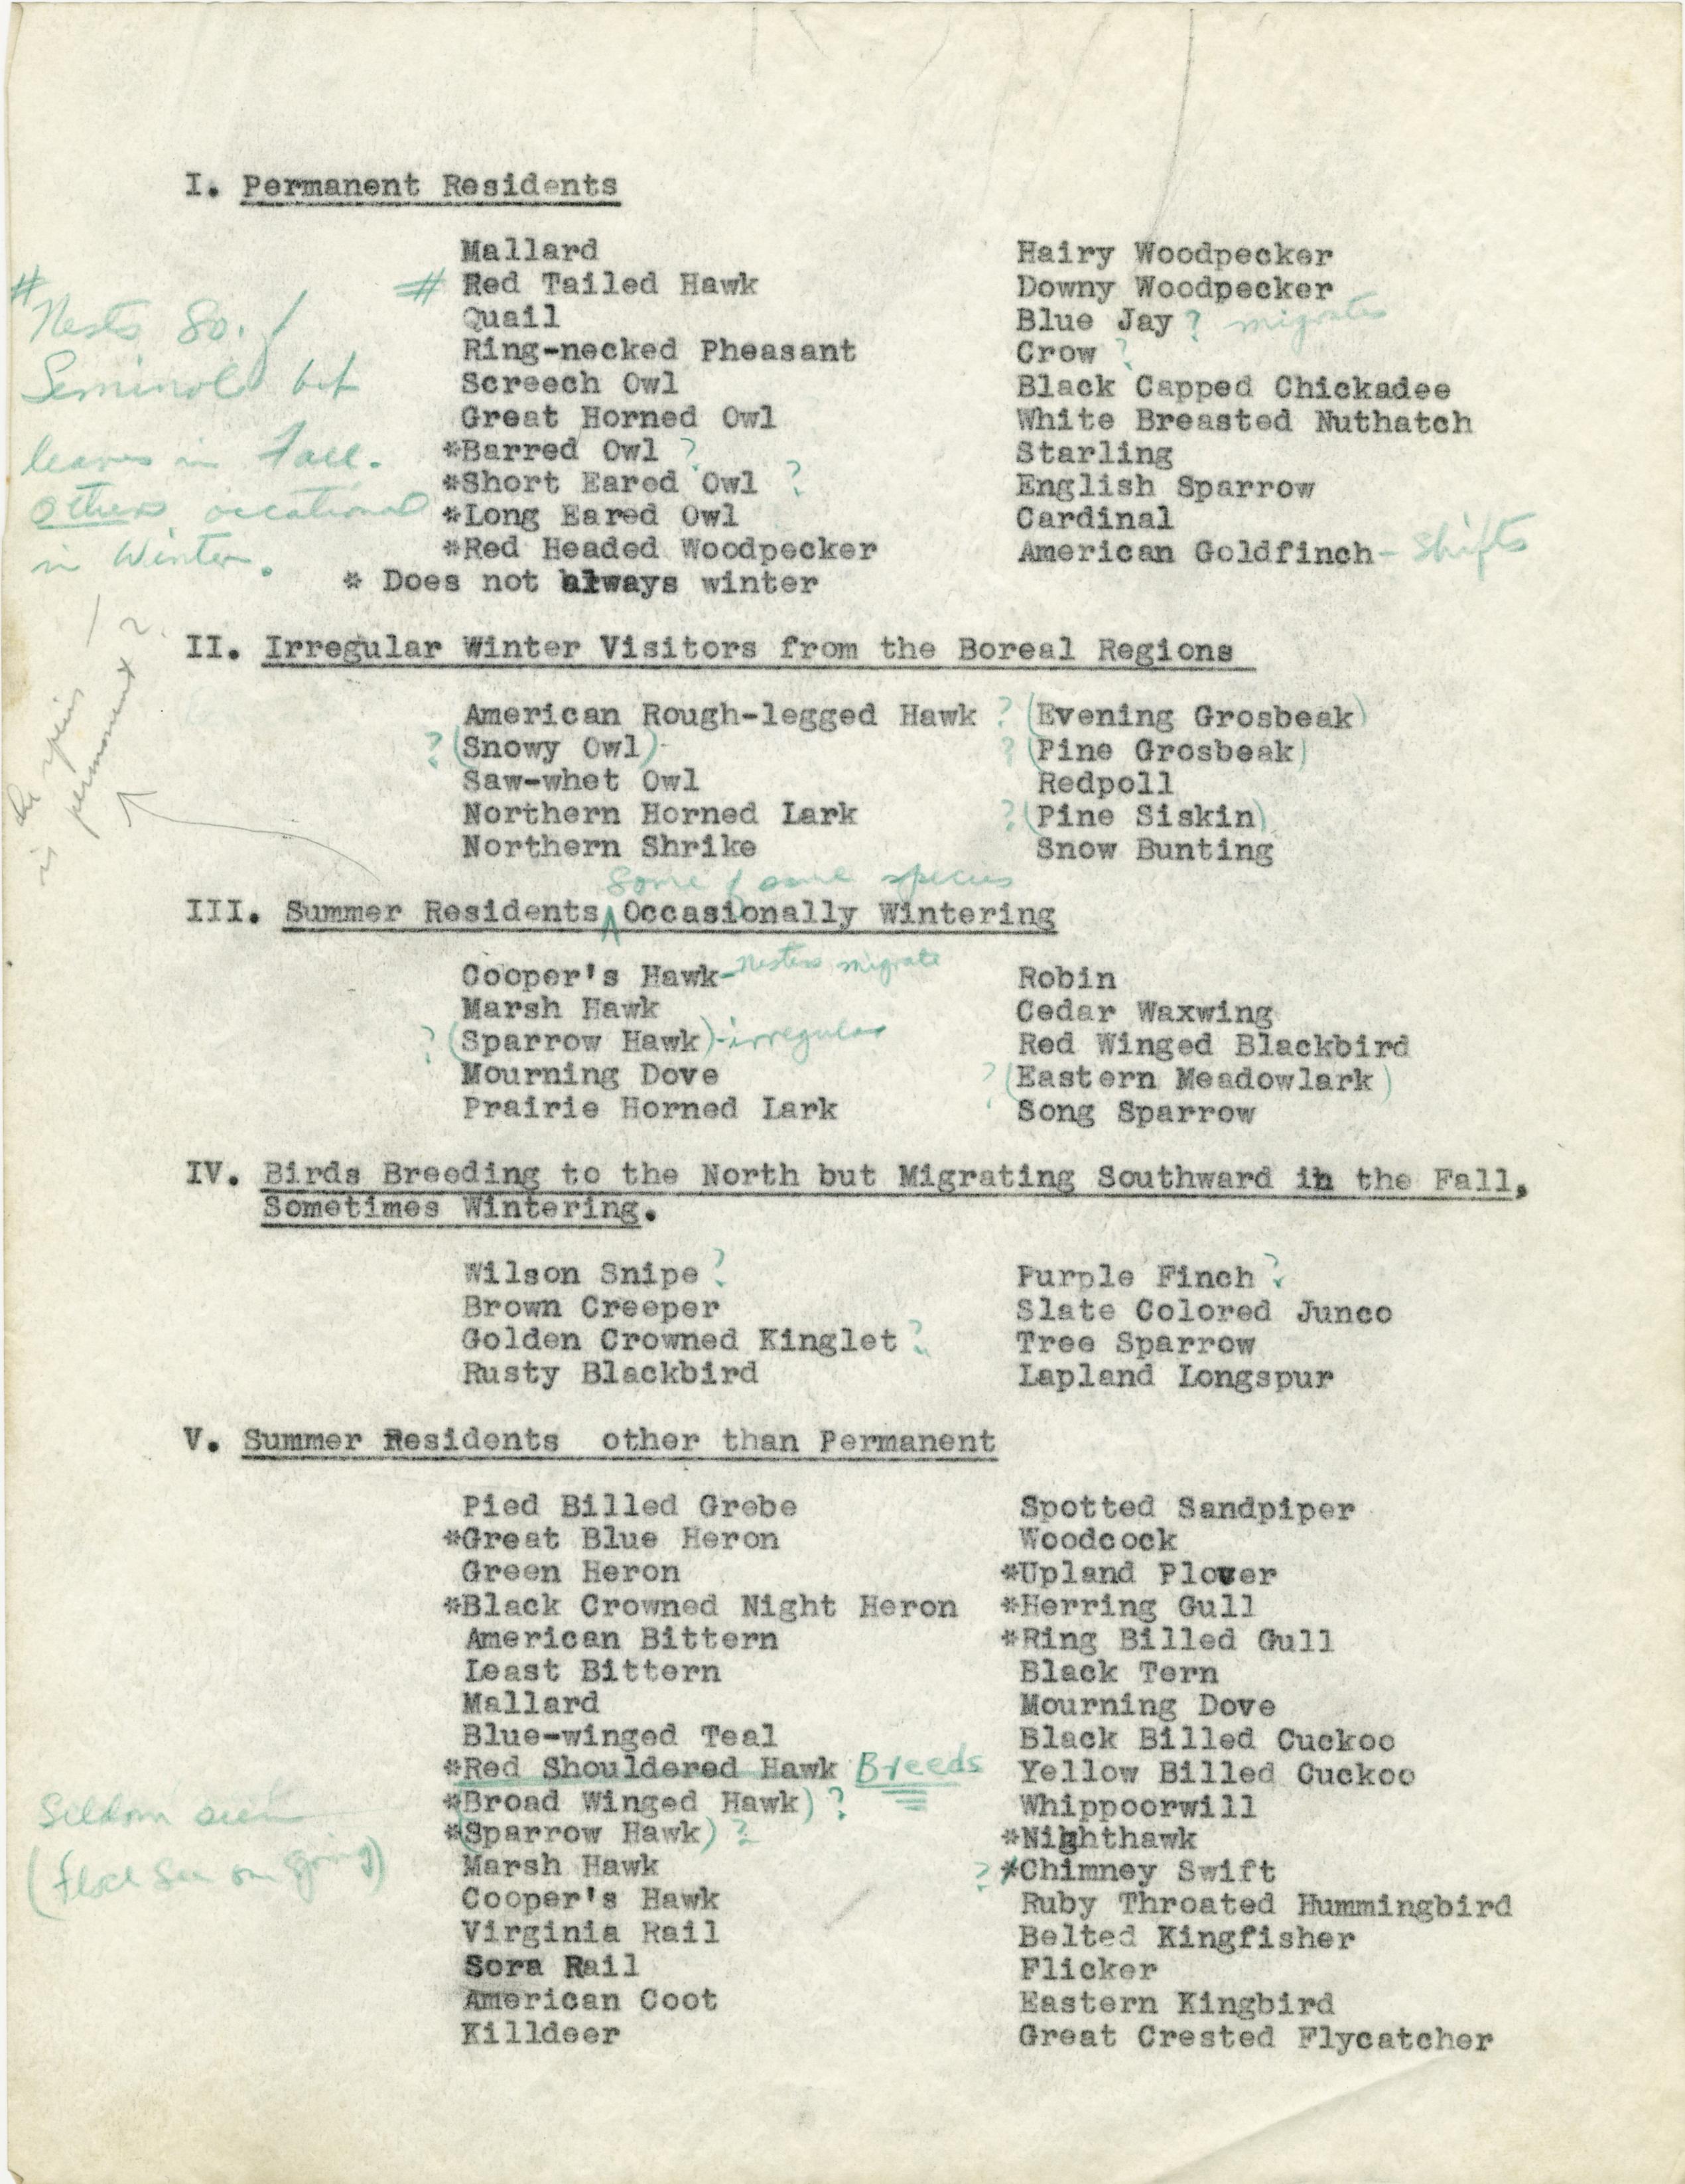 I. Permanent Residents
Mallard
# Red Tailed Hawk
Quail
Ring-necked Pheasant
Screech Owl
Great Horned Owl
*Barred Owl ?
*Short Eared Owl ?
*Long Eared Owl
*Red Headed Woodpecker
* Does not always winter
Hairy Woodpecker
Downy Woodpecker
Blue Jay ? migrates
Crow ?
Black Capped Chickadee
White Breasted Nuthatch
Starling
English Sparrow
Cardinal
American Goldfinch - shifts
#
Nests So. of
Seminole but
leaves in Fall.
Others occational
in Winter.
is
species
permanent ?
II. Irregular Winter Visitors from the Boreal Regions
American Rough-legged Hawk
? (Snowy Owl)
Saw-whet Owl
Northern Horned Lark
Northern Shrike
? (Evening Grosbeak)
? (Pine Grosbeak)
Redpoll
? (Pine Siskin)
Snow Bunting
Some of same species
III. Summer Residents Occasionally Wintering
Cooper's Hawk - nesters migrate
Marsh Hawk
? (Sparrow Hawk) - irregular
Mourning Dove
Prairie Horned Lark
Robin
Cedar Waxwing
Red Winged Blackbird
? (Eastern Meadowlark)
Song Sparrow
IV. Birds Breeding to the North but Migrating Southward in the Fall,
Sometimes Wintering.
Wilson Snipe ?
Brown Creeper
Golden Crowned Kinglet ?
Rusty Blackbird
Purple Finch ?
Slate Colored Junco
Tree Sparrow
Lapland Longspur
V. Summer Residents other than Permanent
Pied Billed Grebe
*Great Blue Heron
Green Heron
*Black Crowned Night Heron
American Bittern
Least Bittern
Mallard
Blue-winged Teal
*Red Shouldered Hawk Breeds
*(Broad Winged Hawk) ?
*(Sparrow Hawk) ?
Marsh Hawk
Cooper's Hawk
Virginia Rail
Sora Rail
American Coot
Killdeer
Seldom seen
Spotted Sandpiper
Woodcock
*Upland Plover
*Herring Gull
*Ring Billed Gull
Black Tern
Mourning Dove
Black Billed Cuckoo
Yellow Billed Cuckoo
Whippoorwill
*Nighthawk
? *Chimney Swift
Ruby Throated Hummingbird
Belted Kingfisher
Flicker
Eastern Kingbird
Great Crested Flycatcher